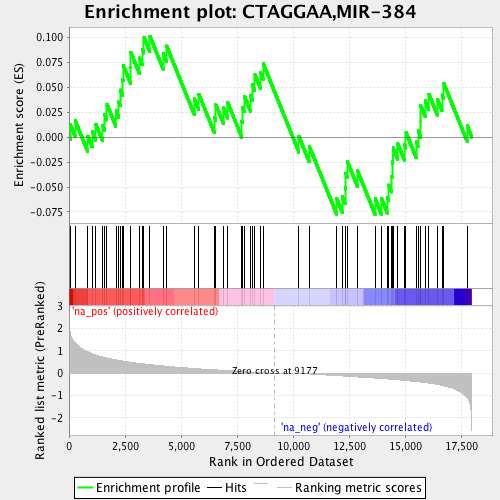 Enrichment plot: CTAGGAA,MIR-384
Enrichment score (ES)
0.100
0.075
0.050
0.025
0.000
-0.025
-0.050
-0.075
'na_pos' (positively correlated)
Ranked list metric (PreRanked)
3
2
1
0
-1
-2
Zero cross at 9177
'na_neg' (negatively correlated)
0
2,500
5,000
7,500
10,000
12,500
15,000
17,500
Rank in Ordered Dataset
Enrichment profile
Hits
Ranking metric scores